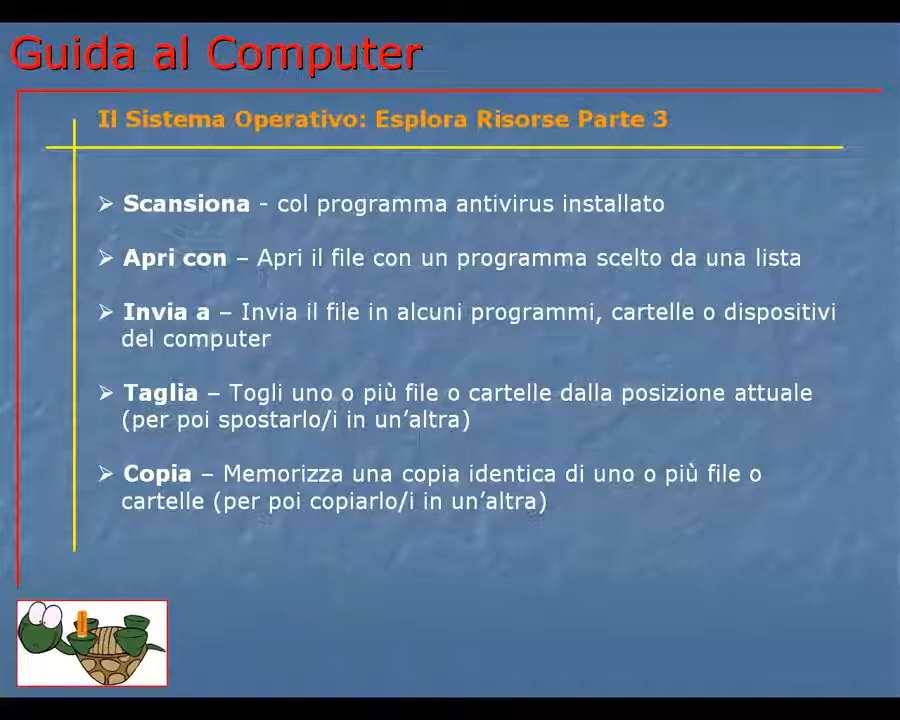 Guida al Computer
Il Sistema Operativo: Esplora Risorse Parte 3
➢ Scansiona - col programma antivirus installato
➢ Apri con – Apri il file con un programma scelto da una lista
➢ Invia a – Invia il file in alcuni programmi, cartelle o dispositivi
del computer
➢ Taglia – Togli uno o più file o cartelle dalla posizione attuale
(per poi spostarlo/i in un’altra)
➢ Copia – Memorizza una copia identica di uno o più file o
cartelle (per poi copiarlo/i in un’altra)